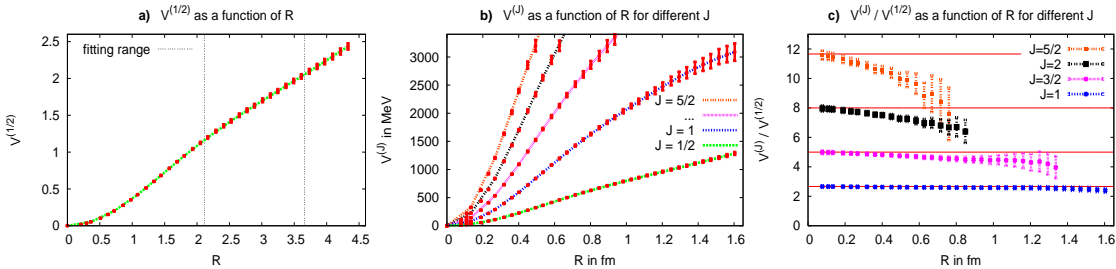 a) V^(1/2) as a function of R
fitting range
V^(1/2)
2.5
2.0
1.5
1.0
0.5
0.0
0 0.5 1 1.5 2 2.5 3 3.5 4 4.5
R
b) V^(J) as a function of R for different J
V^(J) in MeV
3000
2500
2000
1500
1000
500
0
J = 5/2
...
J = 1
J = 1/2
0 0.2 0.4 0.6 0.8 1 1.2 1.4 1.6
R in fm
c) V^(J) / V^(1/2) as a function of R for different J
V^(J) / V^(1/2)
12
10
8
6
4
2
0
J=5/2
J=2
J=3/2
J=1
0 0.2 0.4 0.6 0.8 1 1.2 1.4 1.6
R in fm